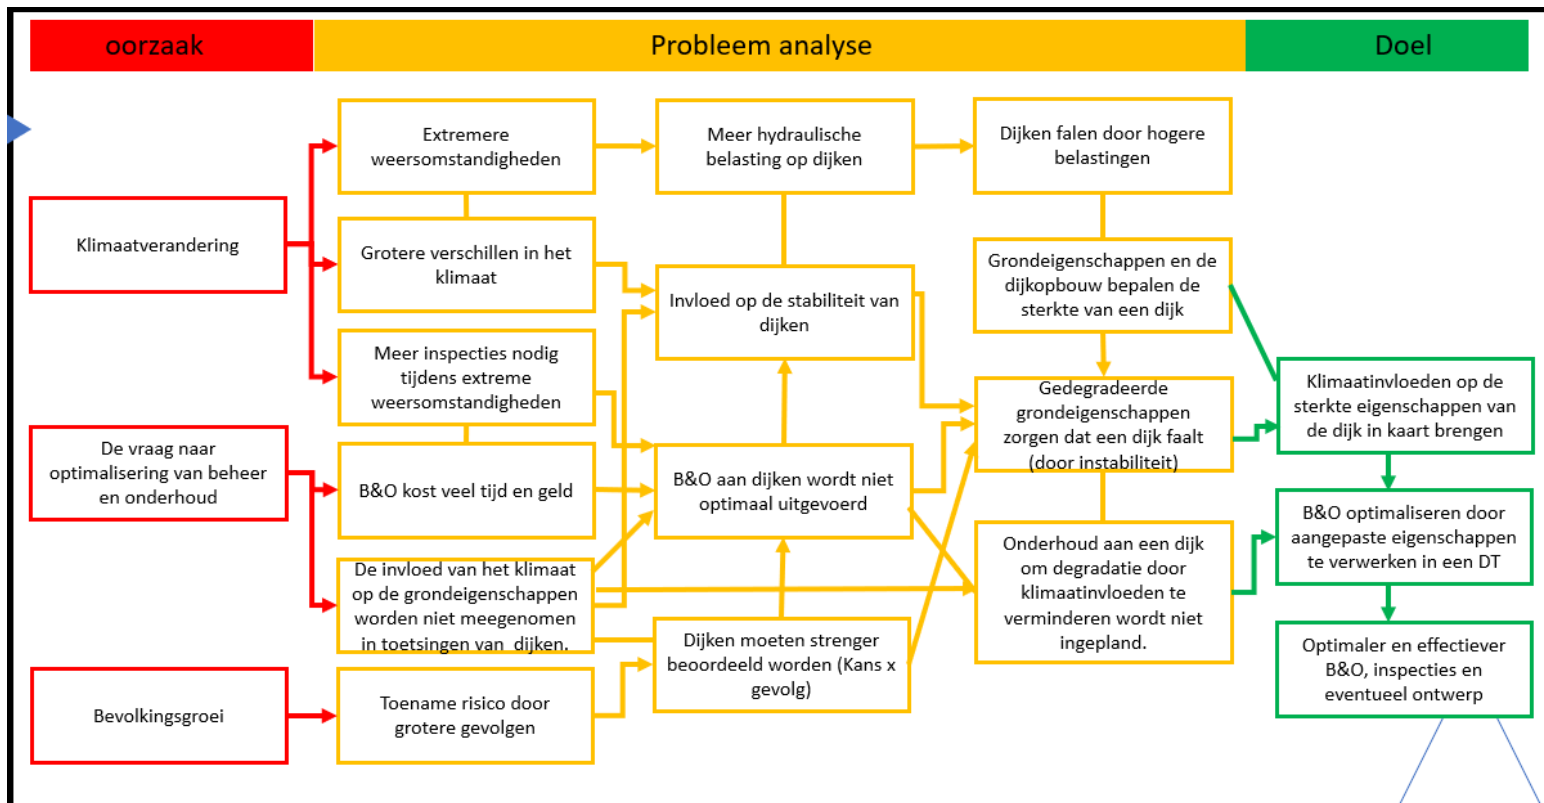 oorzaak
Probleem analyse
Doel
Klimaatverandering
De vraag naar
optimalisering van beheer
en onderhoud
Bevolkingsgroei
Extremere
weersomstandigheden
Grotere verschillen in het
klimaat
Meer inspecties nodig
tijdens extreme
weersomstandigheden
B&O kost veel tijd en geld
De invloed van het klimaat
op de grondeigenschappen
worden niet meegenomen
in toetsingen van dijken.
Toename risico door
grotere gevolgen
Meer hydraulische
belasting op dijken
Invloed op de stabiliteit van
dijken
B&O aan dijken wordt niet
optimaal uitgevoerd
Dijken moeten strenger
beoordeeld worden (Kans x
gevolg)
Dijken falen door hogere
belastingen
Grondeigenschappen en de
dijkopbouw bepalen de
sterkte van een dijk
Gedegradeerde
grondeigenschappen
zorgen dat een dijk faalt
(door instabiliteit)
Onderhoud aan een dijk
om degradatie door
klimaatinvloeden te
verminderen wordt niet
ingepland.
Klimaatinvloeden op de
sterkte eigenschappen van
de dijk in kaart brengen
B&O optimaliseren door
aangepaste eigenschappen
te verwerken in een DT
Optimaler en effectiever
B&O, inspecties en
eventueel ontwerp